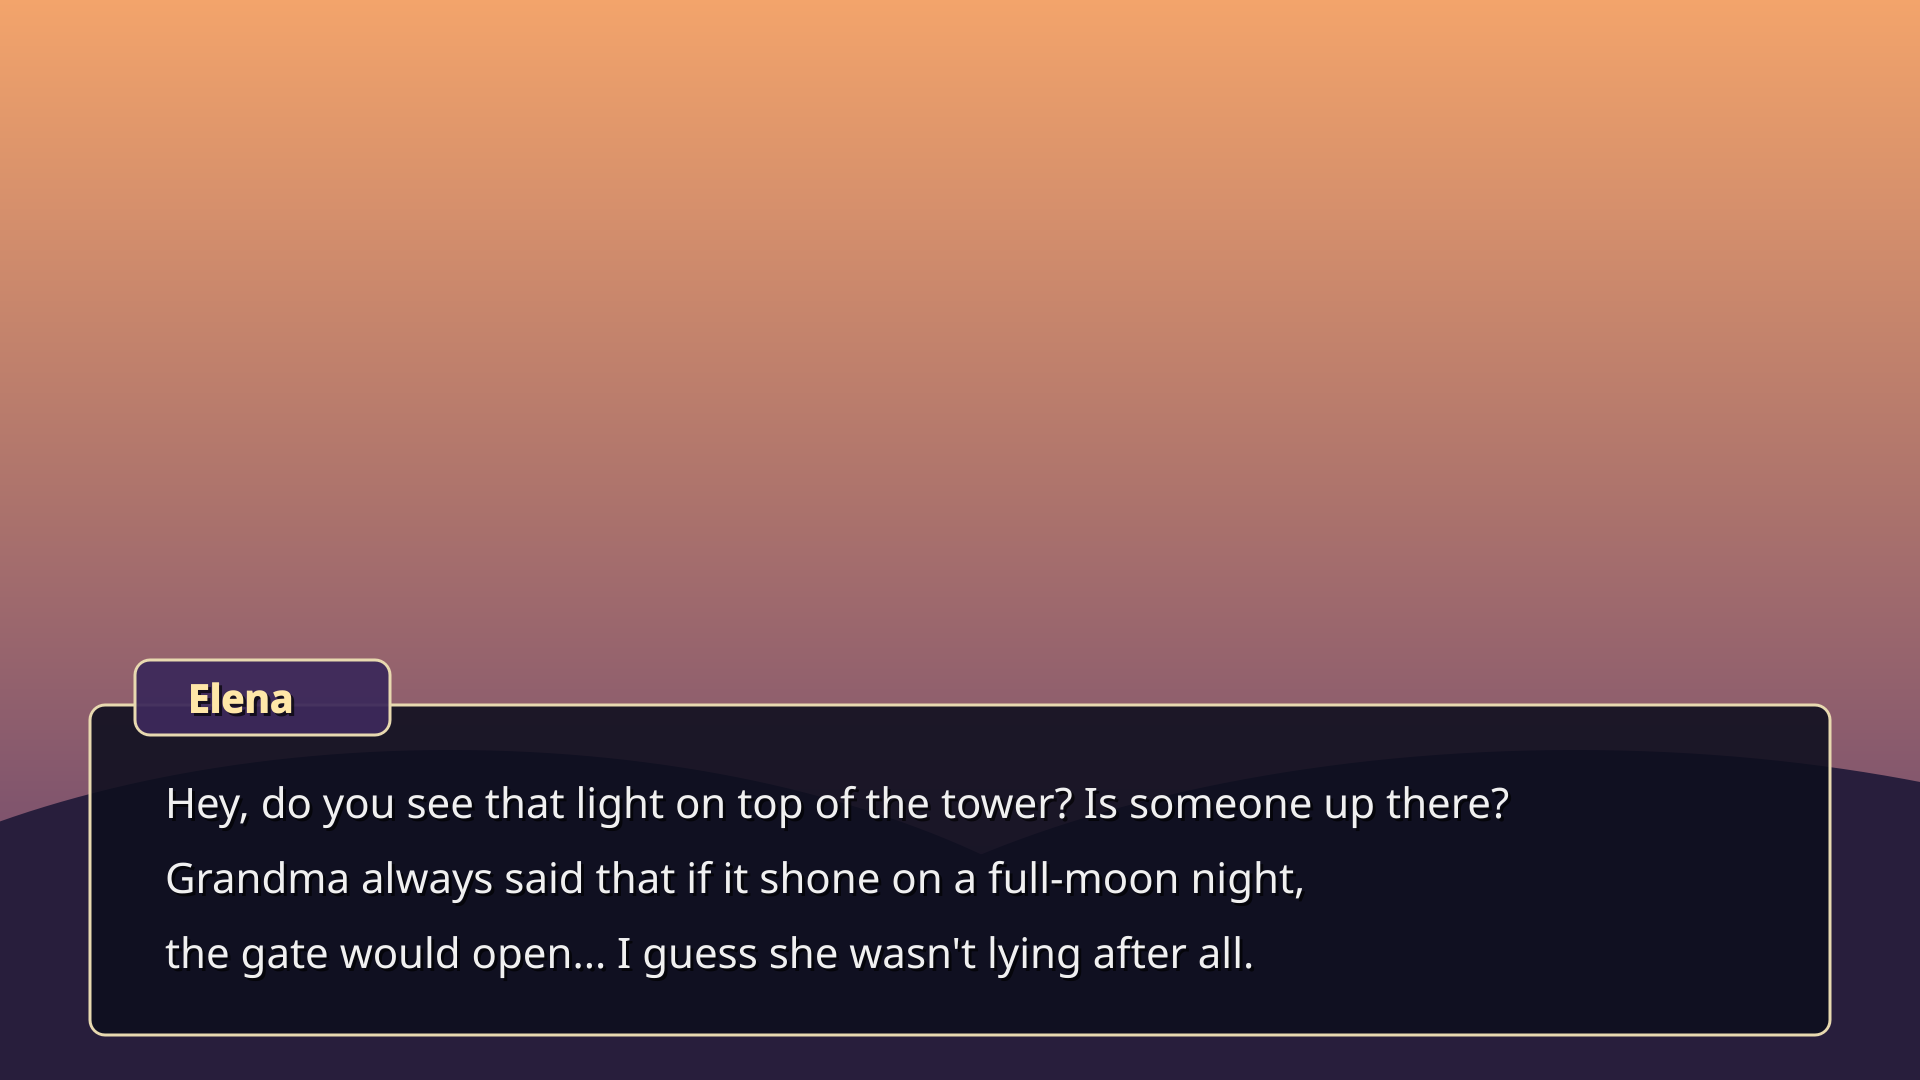 Elena
Hey, do you see that light on top of the tower? Is someone up there?
Grandma always said that if it shone on a full-moon night,
the gate would open... I guess she wasn't lying after all.